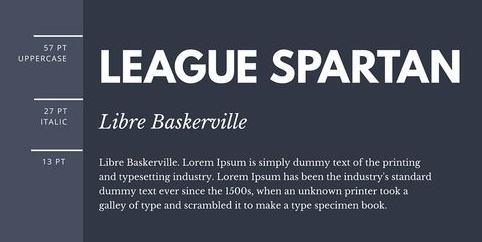 57 PT
UPPERCASE
LEAGUE SPARTAN
27 PT
ITALIC
Libre Baskerville
13 PT
Libre Baskerville. Lorem Ipsum is simply dummy text of the printing
and typesetting industry. Lorem Ipsum has been the industry's standard
dummy text ever since the 1500s, when an unknown printer took a
galley of type and scrambled it to make a type specimen book.